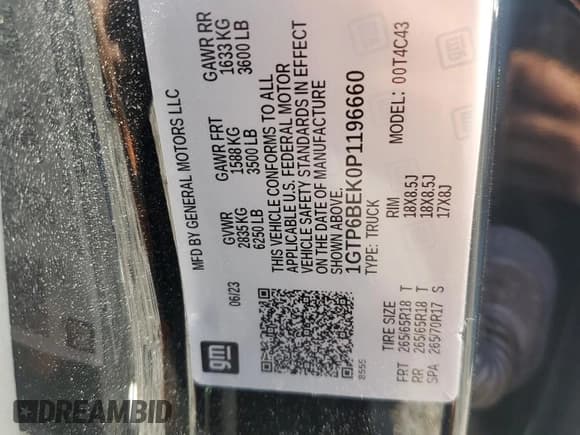 MFD BY GENERAL MOTORS LLC
06/23
GVWR GAWR FRT GAWR RR
2835 KG 1588 KG 1633 KG
6250 LB 3500 LB 3600 LB
THIS VEHICLE CONFORMS TO ALL
APPLICABLE U.S. FEDERAL MOTOR
VEHICLE SAFETY STANDARDS IN EFFECT
ON THE DATE OF MANUFACTURE
SHOWN ABOVE.
1GTP6BEK0P1196660
TYPE: TRUCK MODEL: 00T4C43
gm
8555
TIRE SIZE RIM
FRT 265/65R18 T 18X8.5J
RR 265/65R18 T 18X8.5J
SPA 265/70R17 S 17X8J
DREAMBID